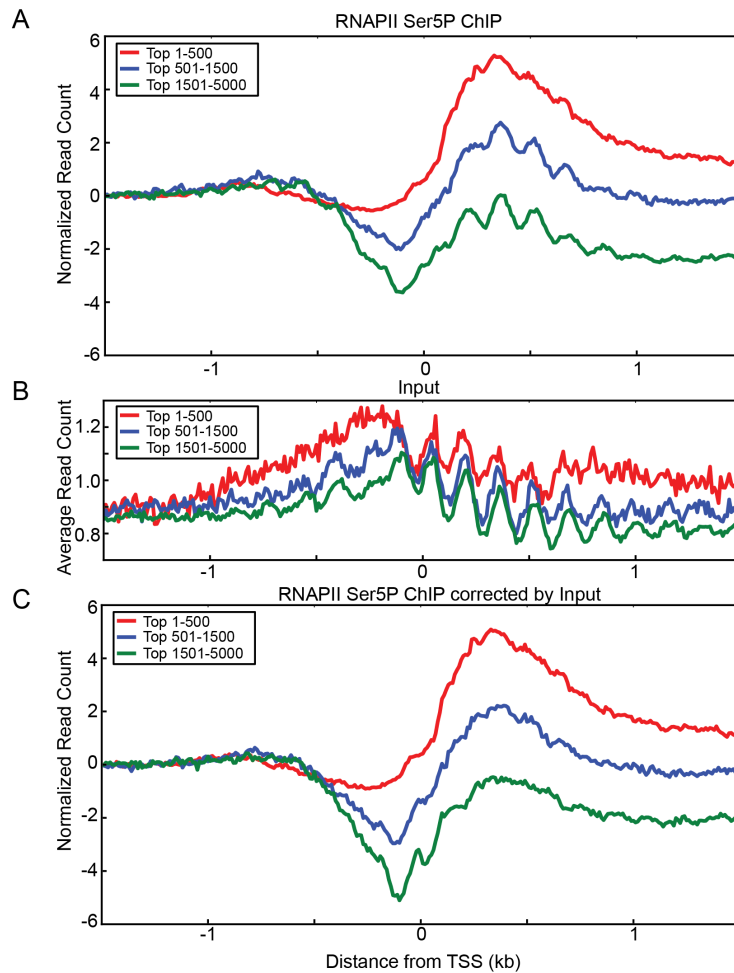 A
RNAPII Ser5P ChIP
Top 1-500
Top 501-1500
Top 1501-5000
Normalized Read Count
6
4
2
0
-2
-4
-6
-1
0
1
B
Input
Top 1-500
Top 501-1500
Top 1501-5000
Average Read Count
1.2
1.0
0.8
-1
0
1
C
RNAPII Ser5P ChIP corrected by Input
Top 1-500
Top 501-1500
Top 1501-5000
Normalized Read Count
6
4
2
0
-2
-4
-6
-1
0
1
Distance from TSS (kb)